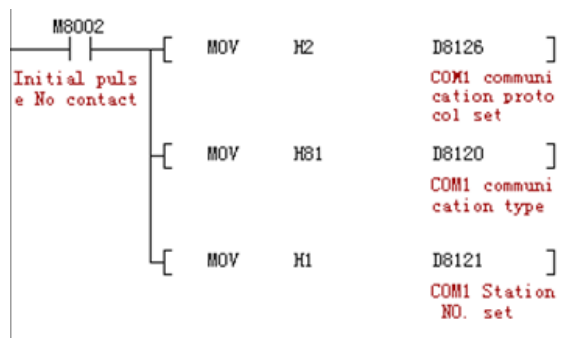 M8002
MOV H2 D8126
Initial puls
e No contact
COM1 communi
cation proto
col set
MOV H81 D8120
COM1 communi
cation type
MOV H1 D8121
COM1 Station
NO. set